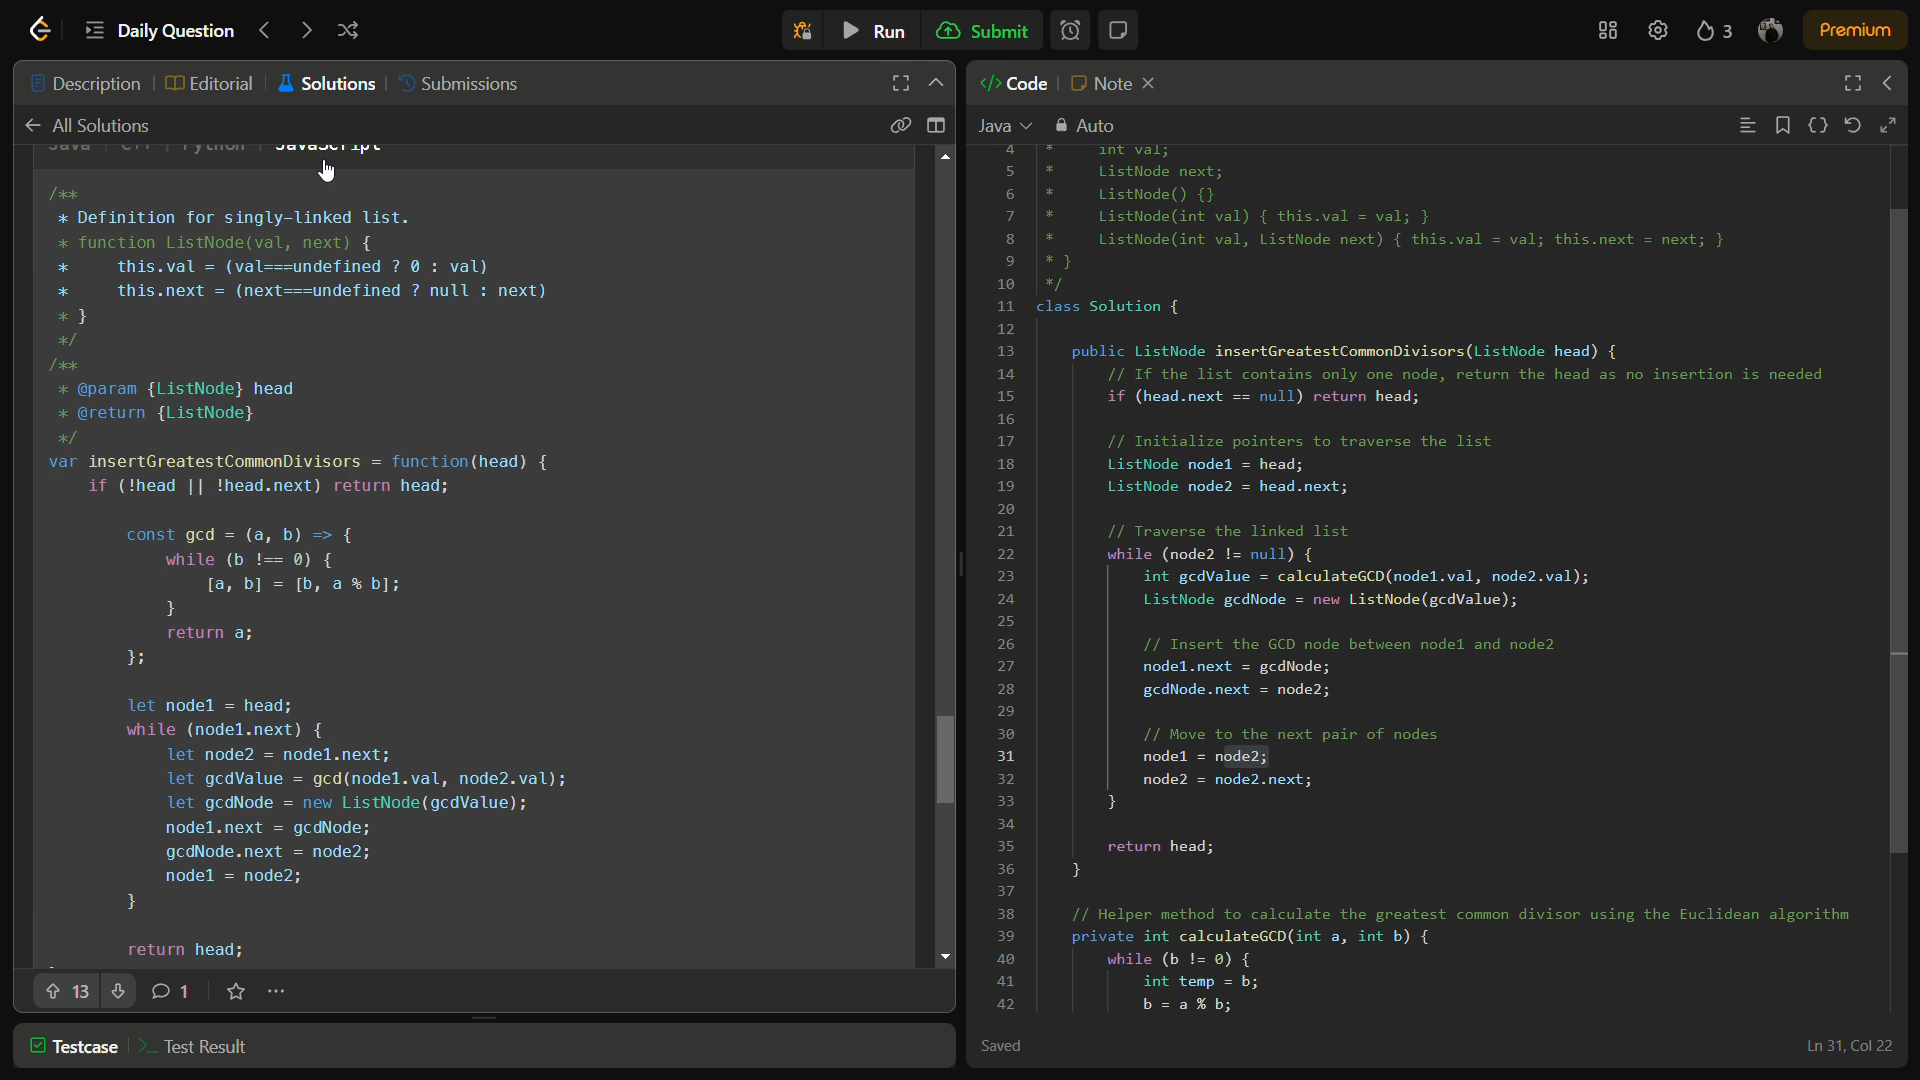 Daily Question
Run
Submit
3
Premium
Description
Editorial
Solutions
Submissions
All Solutions
Java
C++
Python
JavaScript
/**
* Definition for singly-linked list.
* function ListNode(val, next) {
*     this.val = (val===undefined ? 0 : val)
*     this.next = (next===undefined ? null : next)
* }
*/
/**
* @param {ListNode} head
* @return {ListNode}
*/
var insertGreatestCommonDivisors = function(head) {
if (!head || !head.next) return head;
const gcd = (a, b) => {
while (b !== 0) {
[a, b] = [b, a % b];
}
return a;
};
let node1 = head;
while (node1.next) {
let node2 = node1.next;
let gcdValue = gcd(node1.val, node2.val);
let gcdNode = new ListNode(gcdValue);
node1.next = gcdNode;
gcdNode.next = node2;
node1 = node2;
}
return head;
13
1
Testcase
Test Result
</> Code
Note
Java
Auto
4 *     int val;
5 *     ListNode next;
6 *     ListNode() {}
7 *     ListNode(int val) { this.val = val; }
8 *     ListNode(int val, ListNode next) { this.val = val; this.next = next; }
9 * }
10 */
11 class Solution {
12
13 public ListNode insertGreatestCommonDivisors(ListNode head) {
14 // If the list contains only one node, return the head as no insertion is needed
15 if (head.next == null) return head;
16
17 // Initialize pointers to traverse the list
18 ListNode node1 = head;
19 ListNode node2 = head.next;
20
21 // Traverse the linked list
22 while (node2 != null) {
23 int gcdValue = calculateGCD(node1.val, node2.val);
24 ListNode gcdNode = new ListNode(gcdValue);
25
26 // Insert the GCD node between node1 and node2
27 node1.next = gcdNode;
28 gcdNode.next = node2;
29
30 // Move to the next pair of nodes
31 node1 = node2;
32 node2 = node2.next;
33 }
34
35 return head;
36 }
37
38 // Helper method to calculate the greatest common divisor using the Euclidean algorithm
39 private int calculateGCD(int a, int b) {
40 while (b != 0) {
41 int temp = b;
42 b = a % b;
Saved
Ln 31, Col 22